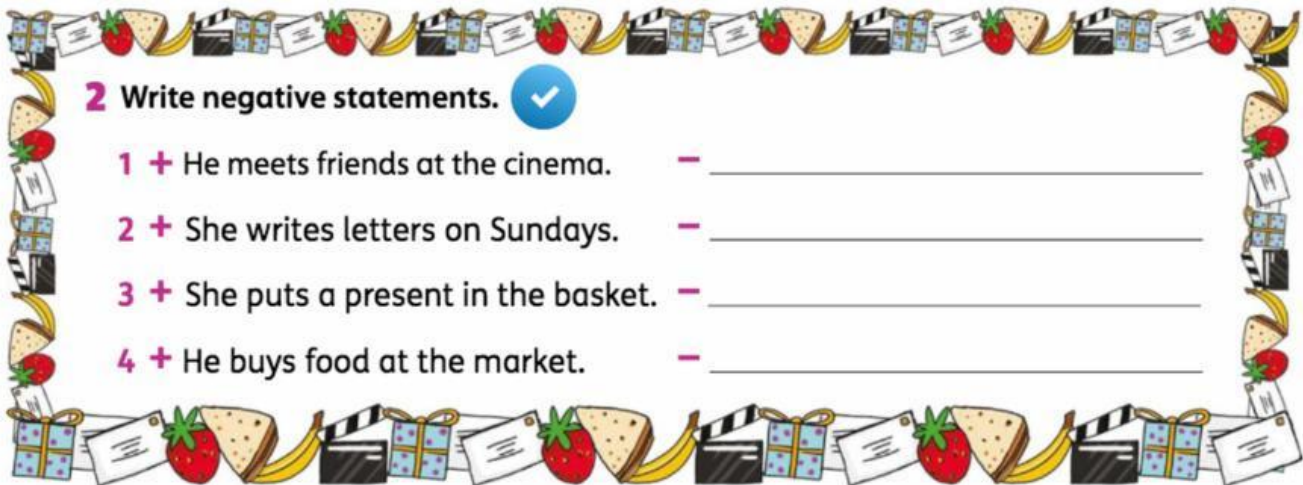 2 Write negative statements.
1 + He meets friends at the cinema. - 
2 + She writes letters on Sundays. - 
3 + She puts a present in the basket. - 
4 + He buys food at the market. -